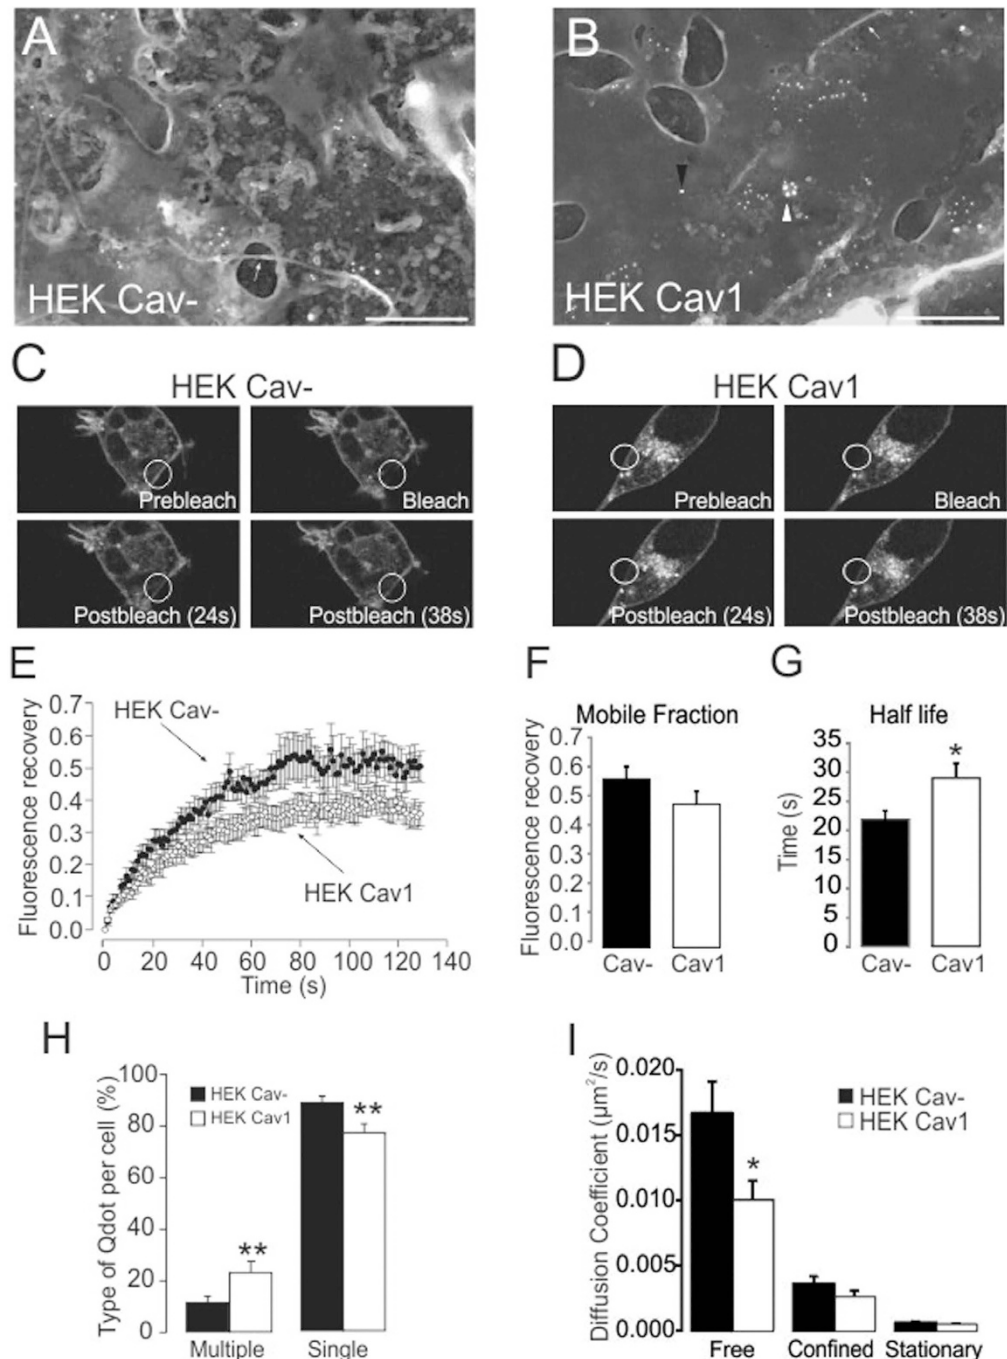 A
B
HEK Cav-
HEK Cav1
C
HEK Cav-
D
HEK Cav1
Prebleach
Bleach
Prebleach
Bleach
Postbleach (24s)
Postbleach (38s)
Postbleach (24s)
Postbleach (38s)
E
Fluorescence recovery
0.7
0.6
0.5
0.4
0.3
0.2
0.1
0.0
HEK Cav-
HEK Cav1
0 20 40 60 80 100 120 140
Time (s)
F
Mobile Fraction
Fluorescence recovery
0.7
0.6
0.5
0.4
0.3
0.2
0.1
0.0
Cav- Cav1
G
Half life
Time (s)
35
30
25
20
15
10
5
0
*
Cav- Cav1
H
Type of Qdot per cell (%)
100
80
60
40
20
0
HEK Cav-
HEK Cav1
**
**
Multiple Single
I
Diffusion Coefficient (µm²/s)
0.020
0.015
0.010
0.005
0.000
HEK Cav-
HEK Cav1
*
Free Confined Stationary